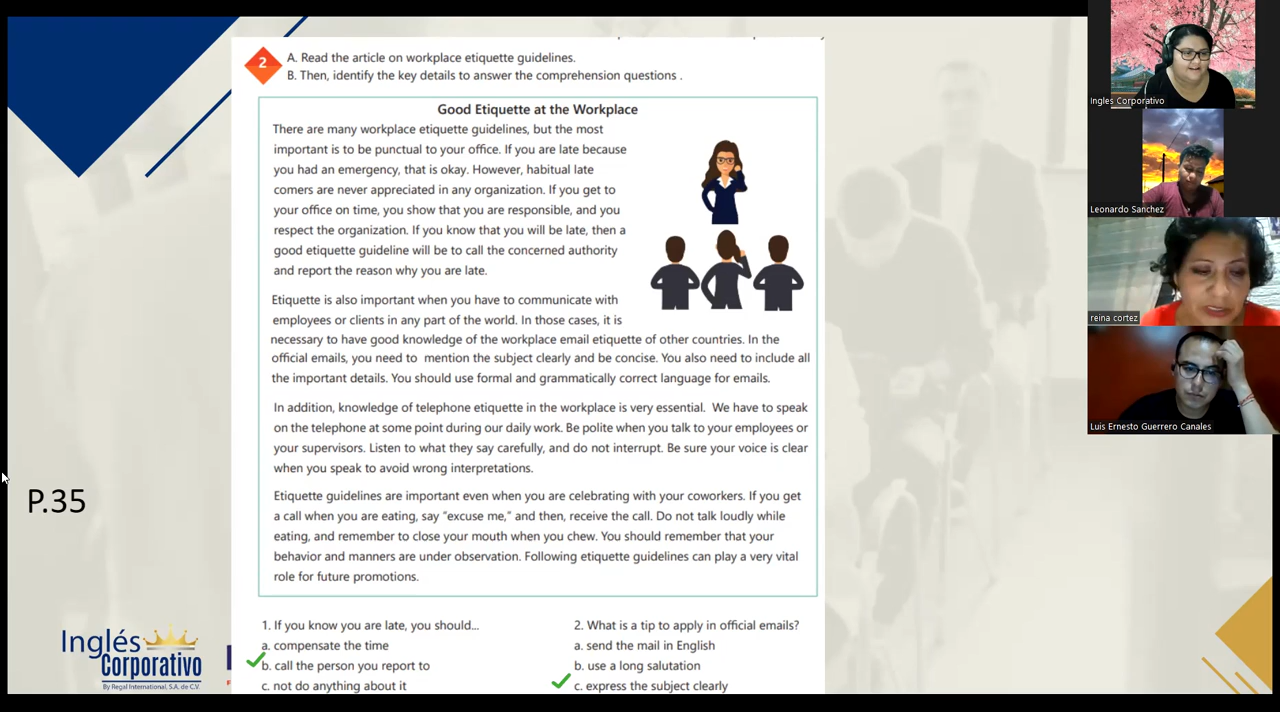 2
A. Read the article on workplace etiquette guidelines.
B. Then, identify the key details to answer the comprehension questions .
Good Etiquette at the Workplace
There are many workplace etiquette guidelines, but the most
important is to be punctual to your office. If you are late because
you had an emergency, that is okay. However, habitual late
comers are never appreciated in any organization. If you get to
your office on time, you show that you are responsible, and you
respect the organization. If you know that you will be late, then a
good etiquette guideline will be to call the concerned authority
and report the reason why you are late.
Etiquette is also important when you have to communicate with
employees or clients in any part of the world. In those cases, it is
necessary to have good knowledge of the workplace email etiquette of other countries. In the
official emails, you need to mention the subject clearly and be concise. You also need to include all
the important details. You should use formal and grammatically correct language for emails.
In addition, knowledge of telephone etiquette in the workplace is very essential. We have to speak
on the telephone at some point during our daily work. Be polite when you talk to your employees or
your supervisors. Listen to what they say carefully, and do not interrupt. Be sure your voice is clear
when you speak to avoid wrong interpretations.
Etiquette guidelines are important even when you are celebrating with your coworkers. If you get
a call when you are eating, say “excuse me,” and then, receive the call. Do not talk loudly while
eating, and remember to close your mouth when you chew. You should remember that your
behavior and manners are under observation. Following etiquette guidelines can play a very vital
role for future promotions.
1. If you know you are late, you should...
a. compensate the time
b. call the person you report to
c. not do anything about it
2. What is a tip to apply in official emails?
a. send the mail in English
b. use a long salutation
c. express the subject clearly
P.35
Inglés
Corporativo
By Regal International, S.A. de C.V.
Ingles Corporativo
Leonardo Sanchez
reina cortez
Luis Ernesto Guerrero Canales